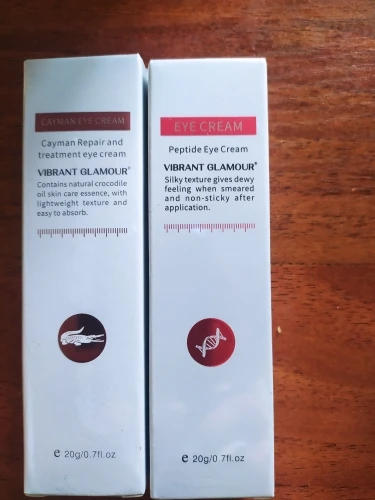 CAYMAN EYE CREAM
Cayman Repair and
treatment eye cream
VIBRANT GLAMOUR®
Contains natural crocodile
oil skin care essence, with
lightweight texture and
easy to absorb.
℮ 20g/0.7fl.oz
EYE CREAM
Peptide Eye Cream
VIBRANT GLAMOUR®
Silky texture gives dewy
feeling when smeared
and non-sticky after
application.
℮ 20g/0.7fl.oz